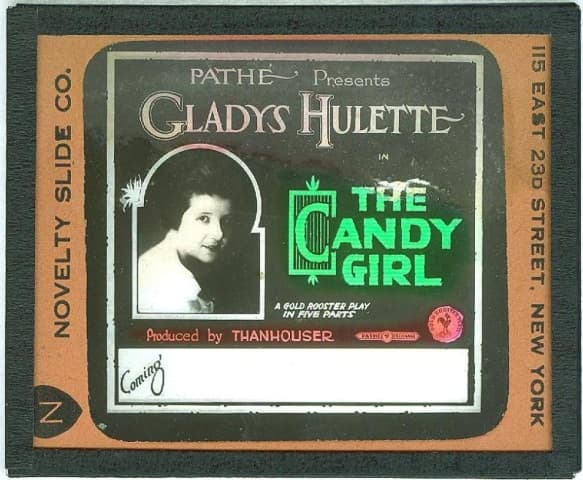 PATHÉ Presents
GLADYS HULETTE
IN
THE
CANDY
GIRL
A GOLD ROOSTER PLAY
IN FIVE PARTS
Produced by THANHOUSER
Coming
NOVELTY SLIDE CO.
115 EAST 23D STREET, NEW YORK
N